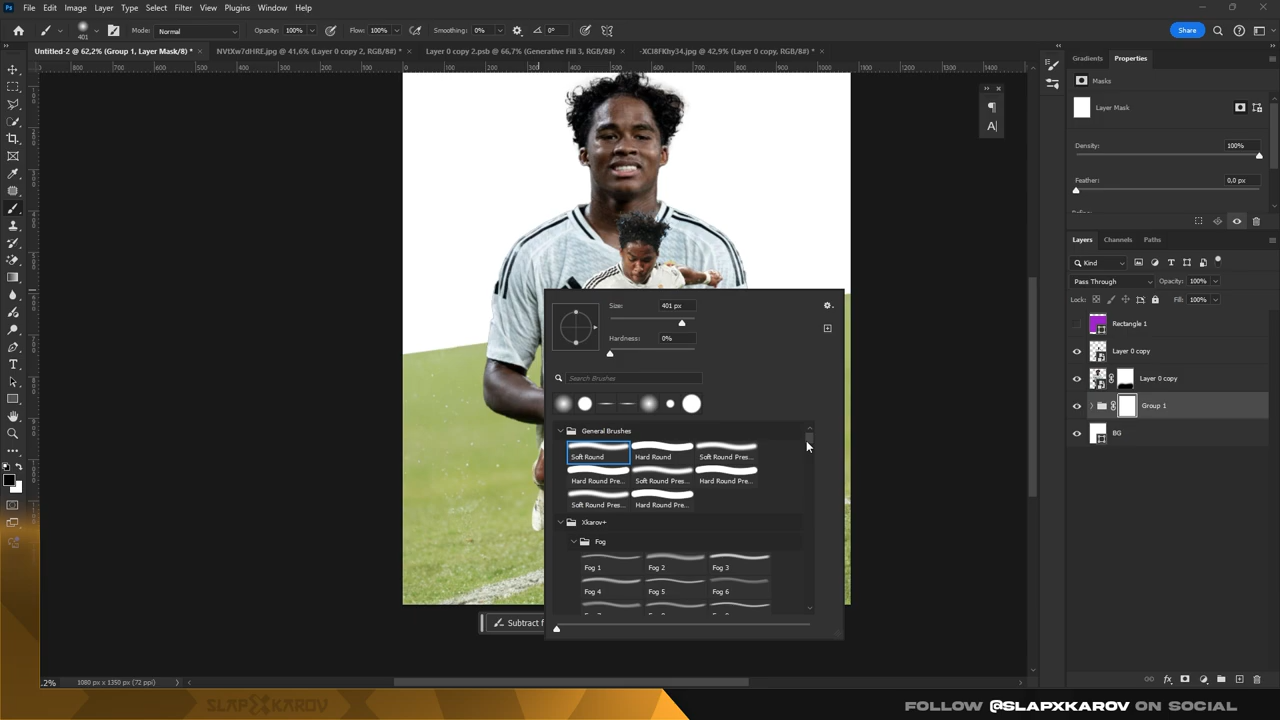 File Edit Image Layer Type Select Filter View Plugins Window Help
401 Mode: Normal Opacity: 100% Flow: 100% Smoothing: 0% 0° Share
Untitled-2 @ 62,2% (Group 1, Layer Mask/8) * × NVtXw7dHRE.jpg @ 41,6% (Layer 0 copy 2, RGB/8#) * × Layer 0 copy 2.psb @ 66,7% (Generative Fill 3, RGB/8#) × -XCl8FKhy34.jpg @ 42,9% (Layer 0 copy, RGB/8#) * ×
Gradients Properties
Masks
Layer Mask
Density: 100%
Feather: 0,0 px
Layers Channels Paths
Kind
Pass Through Opacity: 100%
Lock: Fill: 100%
Rectangle 1
Layer 0 copy
Layer 0 copy
Group 1
BG
Size: 401 px
Hardness: 0%
Search Brushes
General Brushes
Soft Round Hard Round Soft Round Pres...
Hard Round Pre... Soft Round Pres... Hard Round Pre...
Soft Round Pres... Hard Round Pre...
Xkarov+
Fog
Fog 1 Fog 2 Fog 3
Fog 4 Fog 5 Fog 6
Subtract f
.2% 1080 px x 1350 px (72 ppi)
SLAPXKAROV
FOLLOW @SLAPXKAROV ON SOCIAL